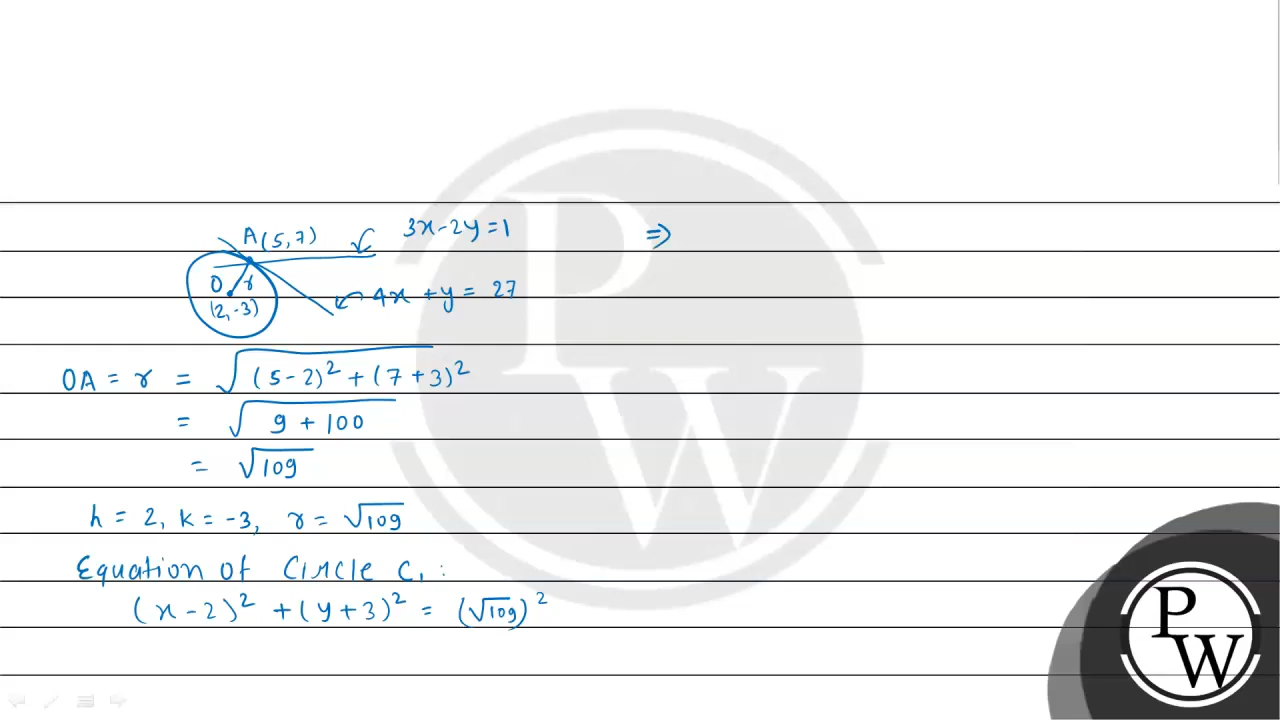 A(5,7)
3x-2y=1
⇒
O r
(2,-3)
4x+y=27
OA = r = √((5-2)²+(7+3)²)
= √(9+100)
= √109
h=2, k=-3, r=√109
Equation of Circle C₁:
(x-2)²+(y+3)²=(√109)²
P
W
P
W